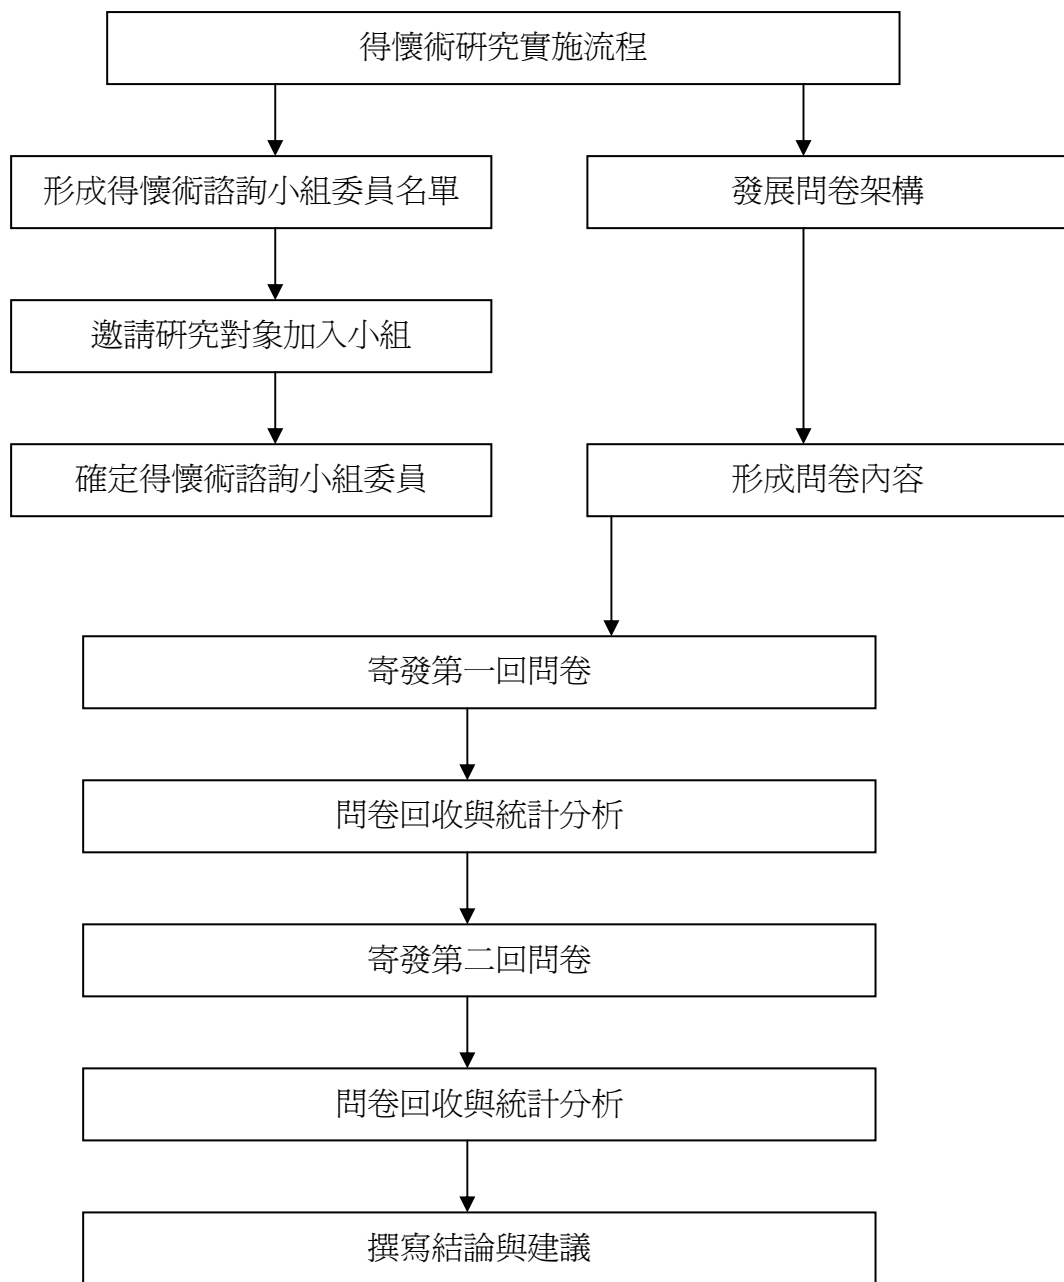 得懷術研究實施流程
形成得懷術諮詢小組委員名單
發展問卷架構
邀請研究對象加入小組
確定得懷術諮詢小組委員
形成問卷內容
寄發第一回問卷
問卷回收與統計分析
寄發第二回問卷
問卷回收與統計分析
撰寫結論與建議